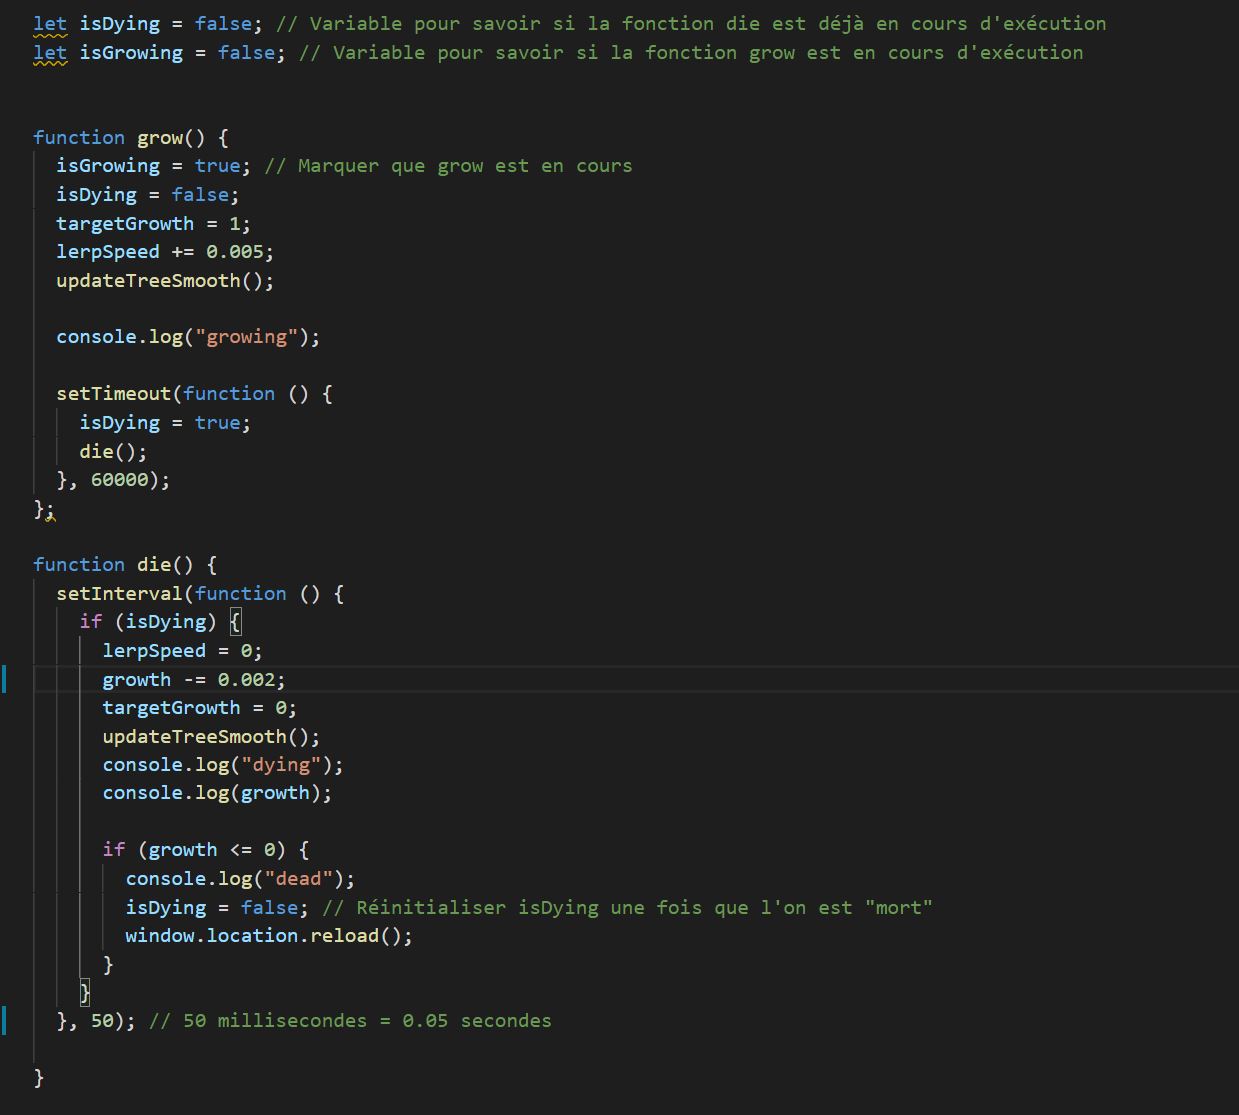 let isDying = false; // Variable pour savoir si la fonction die est déjà en cours d'exécution
let isGrowing = false; // Variable pour savoir si la fonction grow est en cours d'exécution
function grow() {
  isGrowing = true; // Marquer que grow est en cours
  isDying = false;
  targetGrowth = 1;
  lerpSpeed += 0.005;
  updateTreeSmooth();
  console.log("growing");
  setTimeout(function () {
    isDying = true;
    die();
  }, 60000);
};
function die() {
  setInterval(function () {
    if (isDying) {
      lerpSpeed = 0;
      growth -= 0.002;
      targetGrowth = 0;
      updateTreeSmooth();
      console.log("dying");
      console.log(growth);
      if (growth <= 0) {
        console.log("dead");
        isDying = false; // Réinitialiser isDying une fois que l'on est "mort"
        window.location.reload();
      }
    }
  }, 50); // 50 millisecondes = 0.05 secondes
}